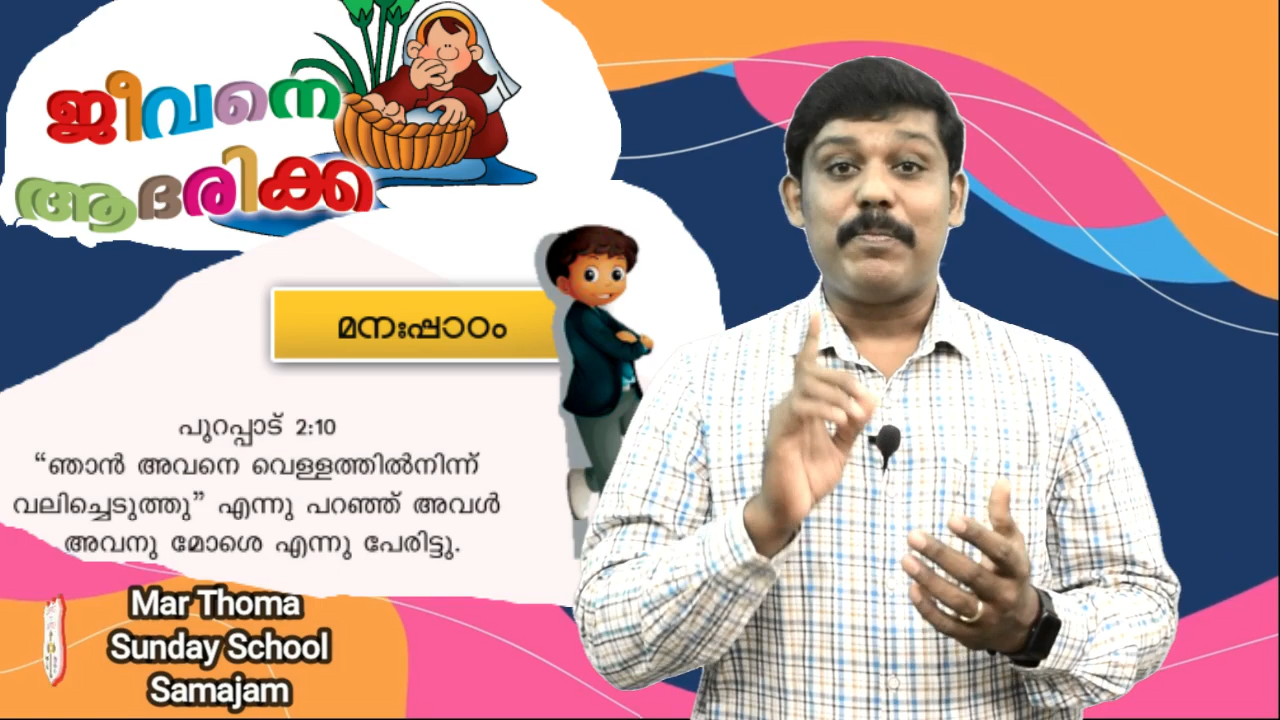 ജീവനെ
ആദരിക്ക
മനഃപ്പാഠം
പുറപ്പാട് 2:10
“ഞാൻ അവനെ വെള്ളത്തിൽനിന്ന്
വലിച്ചെടുത്തു” എന്നു പറഞ്ഞ് അവൾ
അവനു മോശെ എന്നു പേരിട്ടു.
Mar Thoma
Sunday School
Samajam